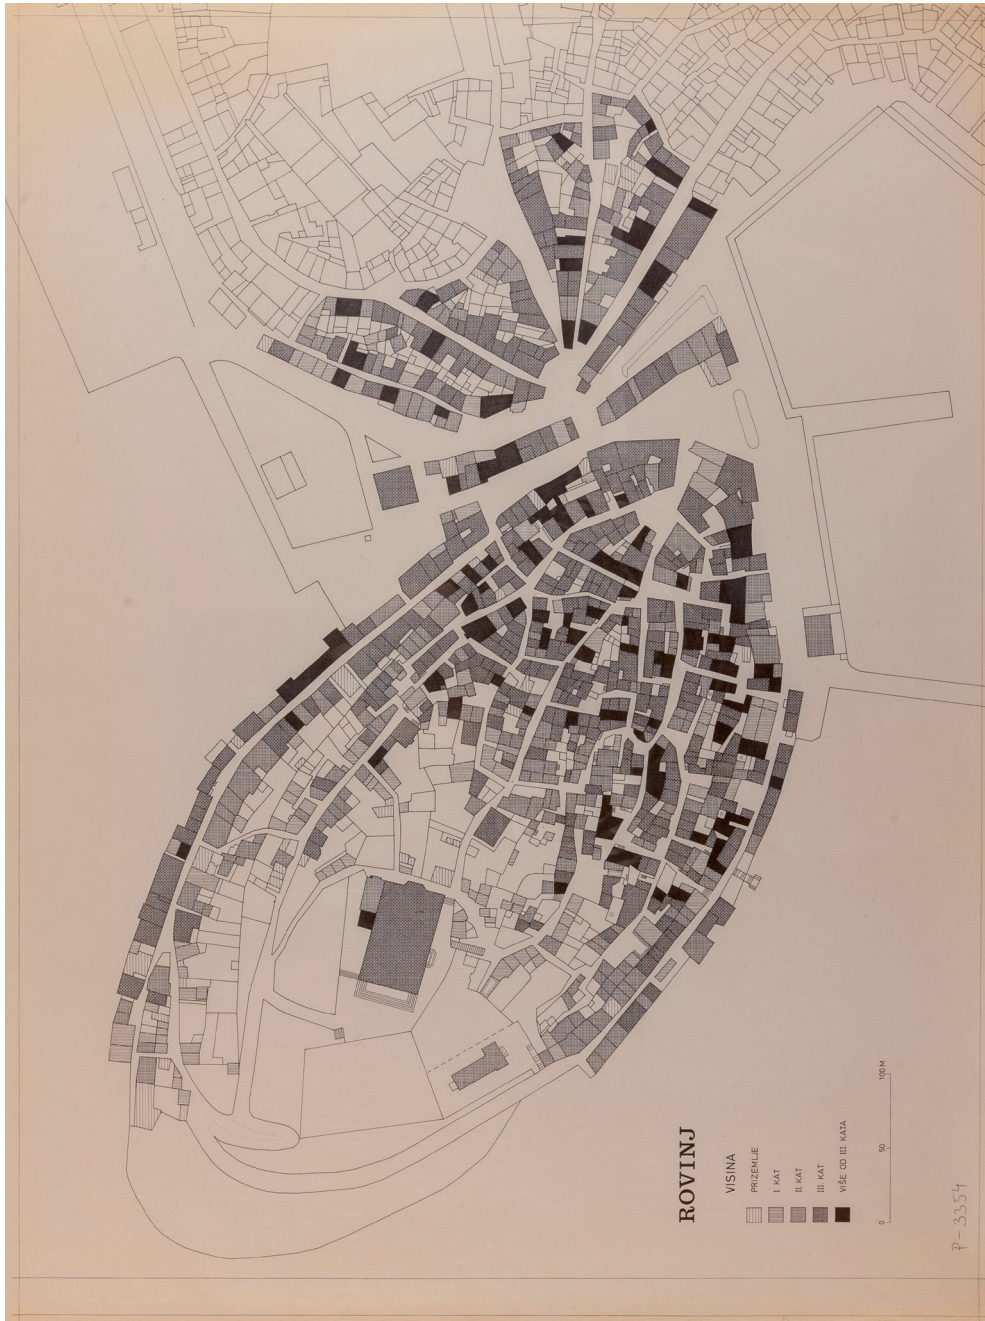 ROVINJ
VISINA
PRIZEMLJE
I. KAT
II. KAT
III. KAT
VIŠE OD III. KATA
0 50 100 M
P-3354